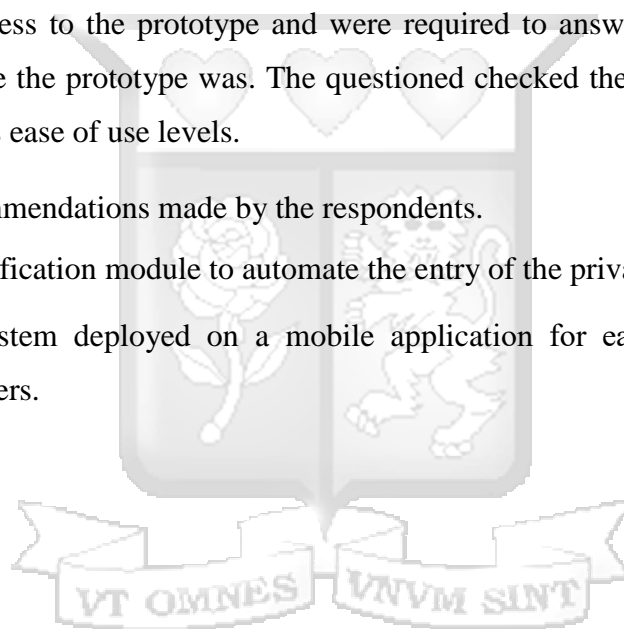 ess to the prototype and were required to answ
e the prototype was. The questioned checked the
ease of use levels.
nmendations made by the respondents.
ification module to automate the entry of the priva
stem deployed on a mobile application for ea
ers.
VT OMNES VNVM SINT